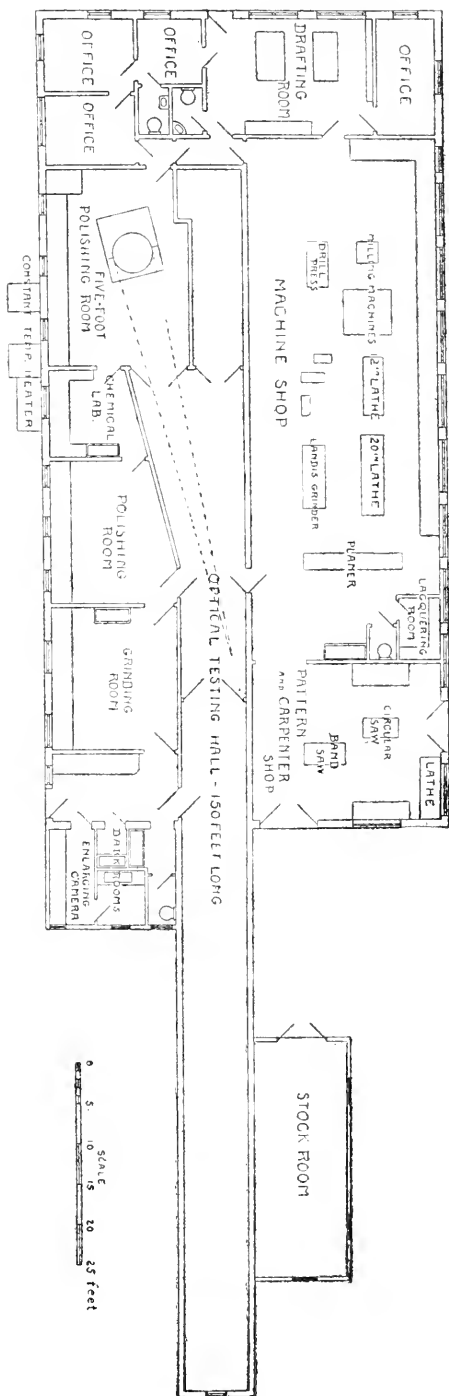 OFFICE
OFFICE
OFFICE
DRAFTING
ROOM
OFFICE
FIVE-FOOT
POLISHING ROOM
CONSTANT TEMP. HEATER
CHEMICAL
LAB.
POLISHING
ROOM
GRINDING
ROOM
DARK ROOMS
ENLARGING
CAMERA
OPTICAL TESTING HALL - 150 FEET LONG
MACHINE SHOP
DRILL
PRESS
MILLING MACHINES
12 IN LATHE
20 IN LATHE
LANDIS GRINDER
PLANER
LACQUERING
ROOM
PATTERN
AND CARPENTER
SHOP
BAND
SAW
CIRCULAR
SAW
LATHE
STOCK ROOM
SCALE
0 5 10 15 20 25 feet